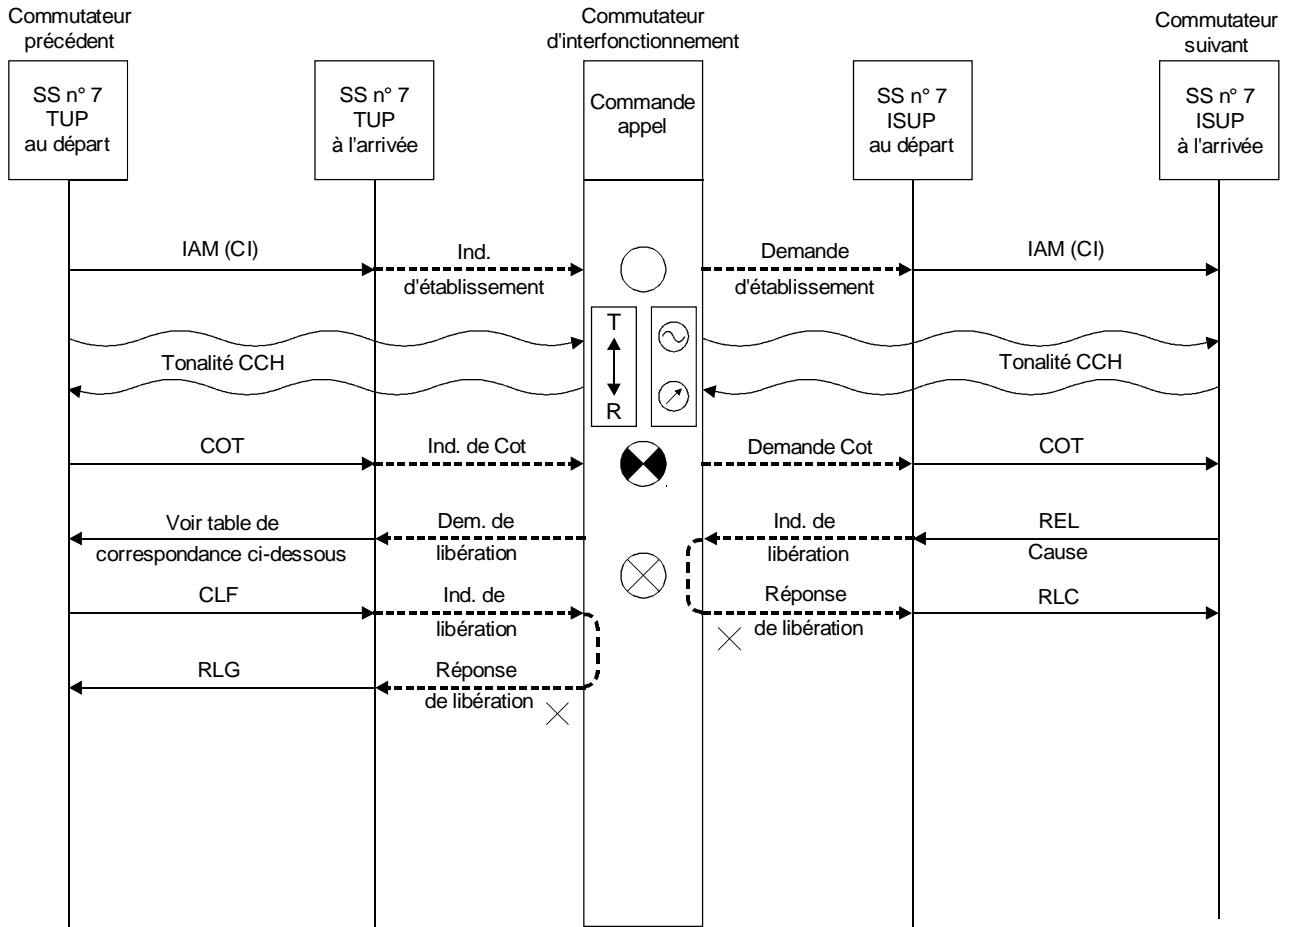 Commutateur
précédent
Commutateur
d'interfonctionnement
Commutateur
suivant
SS n° 7
TUP
au départ
SS n° 7
TUP
à l'arrivée
Commande
appel
SS n° 7
ISUP
au départ
SS n° 7
ISUP
à l'arrivée
IAM (CI)
Ind.
d'établissement
Demande
d'établissement
IAM (CI)
T
R
Tonalité CCH
Tonalité CCH
COT
Ind. de Cot
Demande Cot
COT
Voir table de
correspondance ci-dessous
Dem. de
libération
Ind. de
libération
REL
Cause
CLF
Ind. de
libération
Réponse
de libération
RLC
RLG
Réponse
de libération